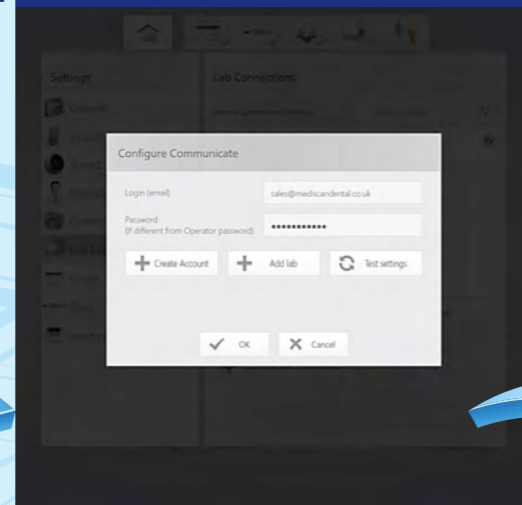 Settings
Lab Connections
Configure Communicate
Login (email)
sales@mediscandental.co.uk
Password
(If different from Operator password)
•••••••••••
Create Account
Add lab
Test settings
OK
Cancel